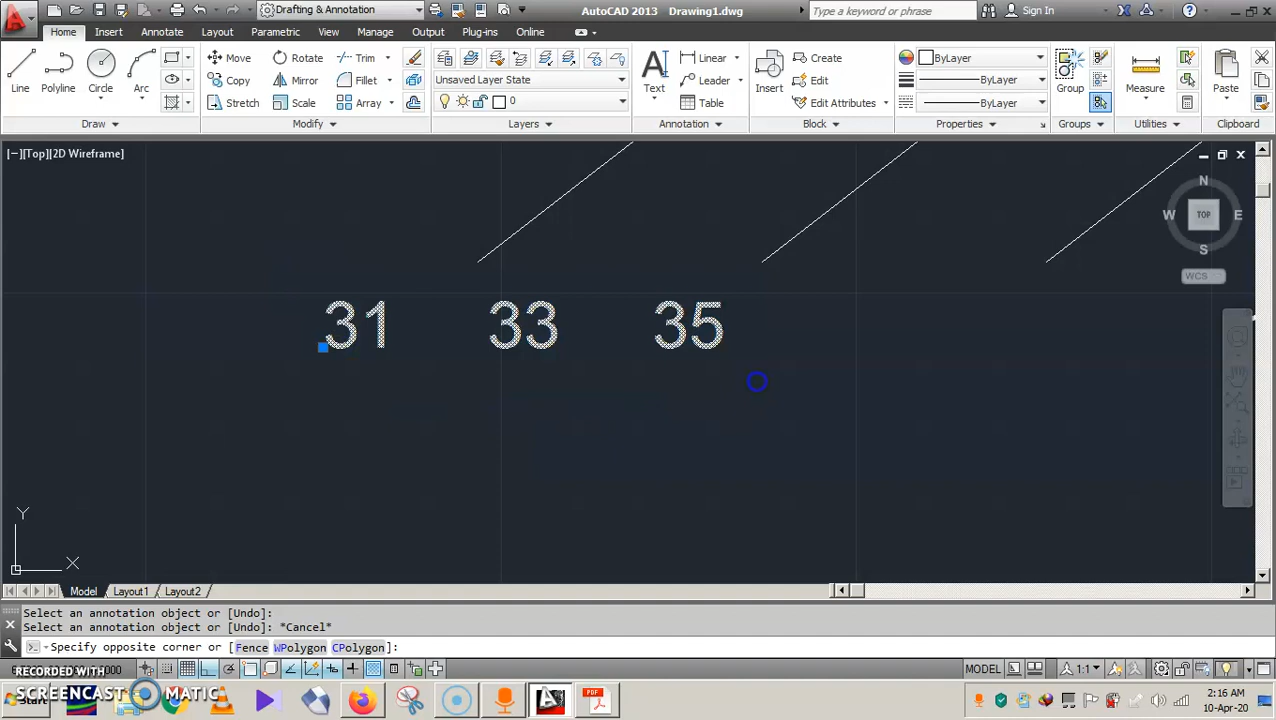 Drafting & Annotation
AutoCAD 2013 Drawing1.dwg
Type a keyword or phrase
Sign In
Home Insert Annotate Layout Parametric View Manage Output Plug-ins Online
Line
Polyline
Circle
Arc
Draw
Move
Copy
Stretch
Rotate
Mirror
Scale
Trim
Fillet
Array
Modify
Unsaved Layer State
0
Layers
Text
Linear
Leader
Table
Annotation
Insert
Create
Edit
Edit Attributes
Block
ByLayer
ByLayer
ByLayer
Properties
Group
Groups
Measure
Utilities
Paste
Clipboard
[−][Top][2D Wireframe]
N
W TOP E
S
WCS
31 33 35
Y
X
Model Layout1 Layout2
Select an annotation object or [Undo]:
Select an annotation object or [Undo]: *Cancel*
Specify opposite corner or [Fence WPolygon CPolygon]:
MODEL
1:1
RECORDED WITH
SCREENCAST MATIC
Start
PDF
2:16 AM
10-Apr-20